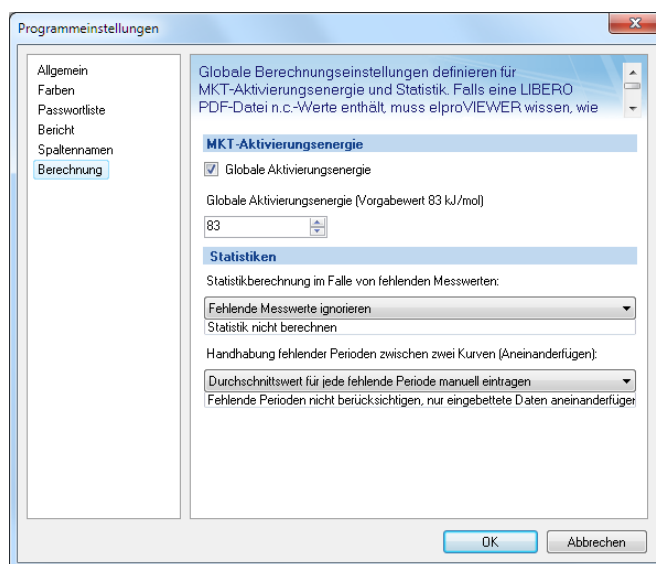 Programmeinstellungen
Allgemein
Farben
Passwortliste
Bericht
Spaltennamen
Berechnung
Globale Berechnungseinstellungen definieren für
MKT-Aktivierungsenergie und Statistik. Falls eine LIBERO
PDF-Datei n.c.-Werte enthält, muss elproVIEWER wissen, wie
MKT-Aktivierungsenergie
Globale Aktivierungsenergie
Globale Aktivierungsenergie (Vorgabewert 83 kJ/mol)
83
Statistiken
Statistikberechnung im Falle von fehlenden Messwerten:
Fehlende Messwerte ignorieren
Statistik nicht berechnen
Handhabung fehlender Perioden zwischen zwei Kurven (Aneinanderfügen):
Durchschnittswert für jede fehlende Periode manuell eintragen
Fehlende Perioden nicht berücksichtigen, nur eingebettete Daten aneinanderfüger
OK
Abbrechen